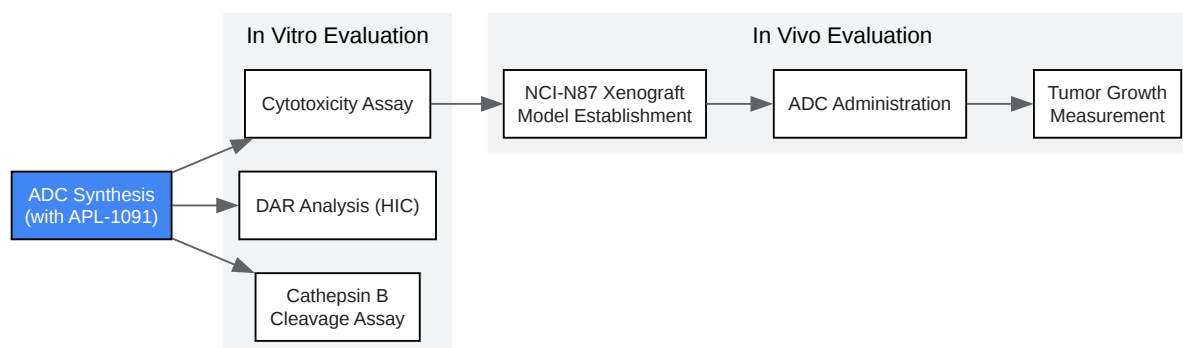 In Vitro Evaluation
In Vivo Evaluation
Cytotoxicity Assay
NCI-N87 Xenograft
Model Establishment
ADC Administration
Tumor Growth
Measurement
ADC Synthesis
(with APL-1091)
DAR Analysis (HIC)
Cathepsin B
Cleavage Assay